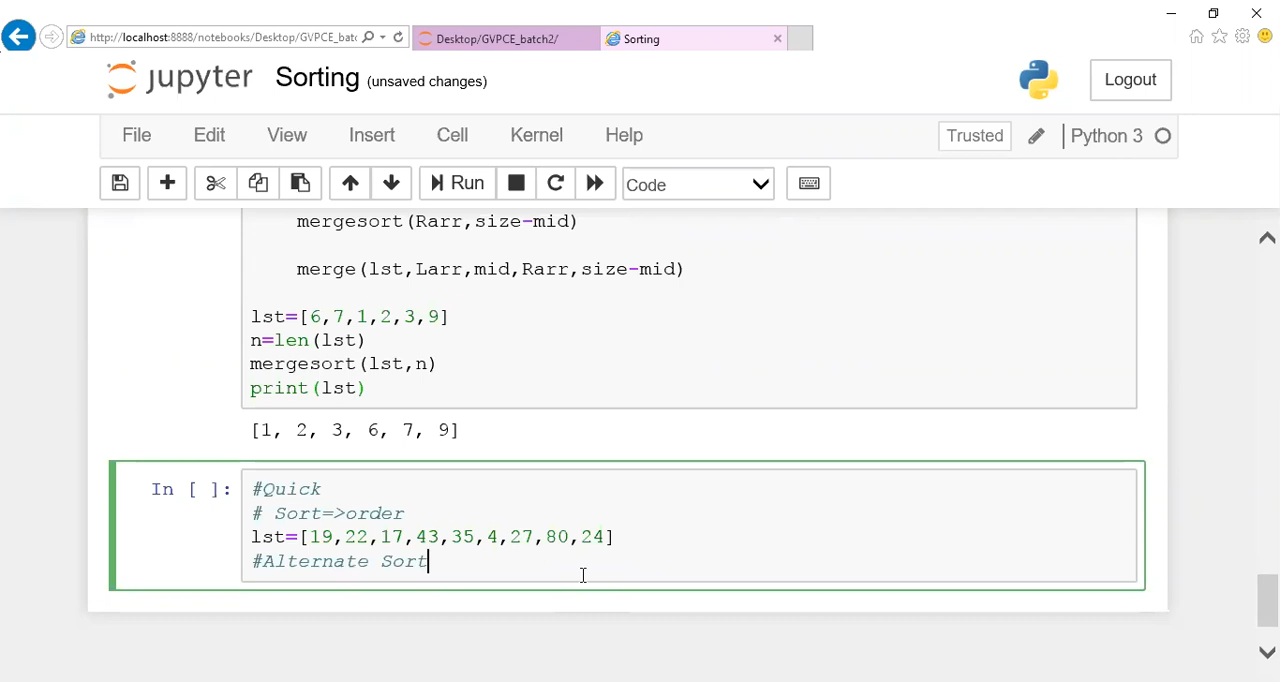 http://localhost:8888/notebooks/Desktop/GVPCE_batc
Desktop/GVPCE_batch2/
Sorting
jupyter Sorting (unsaved changes)
Logout
File Edit View Insert Cell Kernel Help
Trusted
Python 3
Run
Code
mergesort(Rarr,size-mid)
merge(lst,Larr,mid,Rarr,size-mid)
lst=[6,7,1,2,3,9]
n=len(lst)
mergesort(lst,n)
print(lst)
[1, 2, 3, 6, 7, 9]
In [ ]:
#Quick
# Sort=>order
lst=[19,22,17,43,35,4,27,80,24]
#Alternate Sort